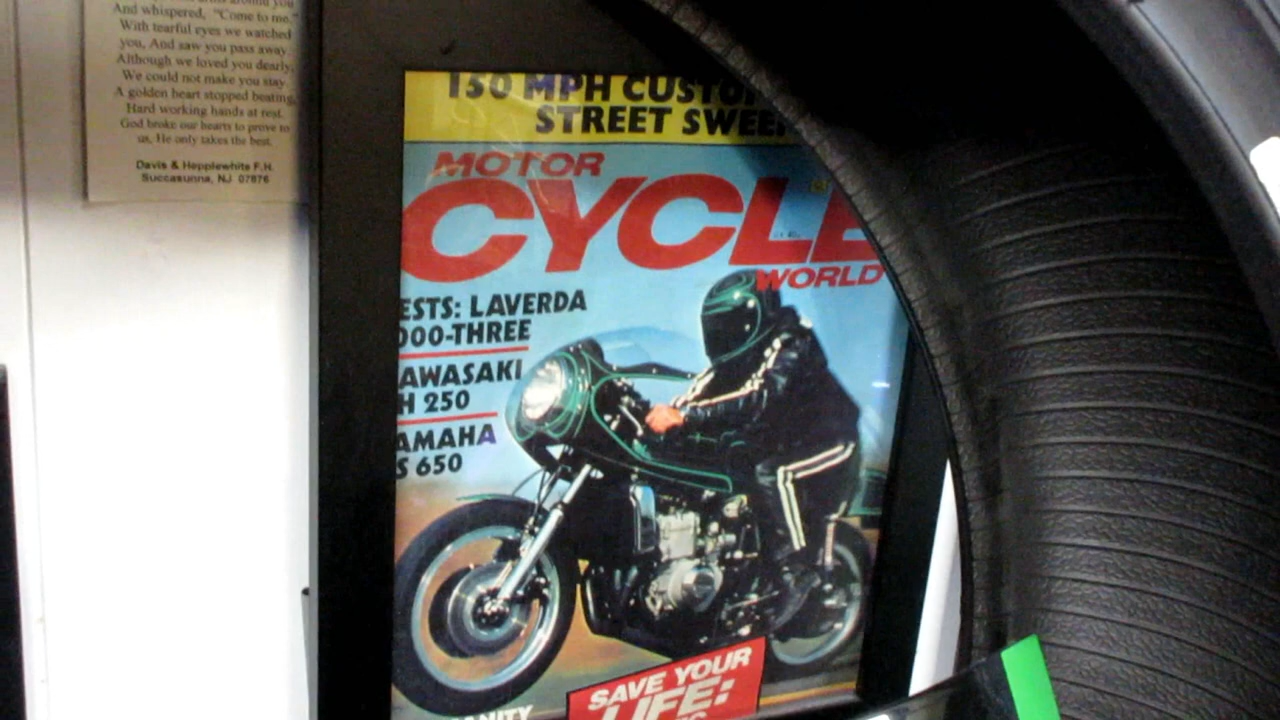 And whispered, "Come to me."
With tearful eyes we watched
you, And saw you pass away
Although we loved you dearly,
We could not make you stay.
A golden heart stopped beating,
Hard working hands at rest.
God broke our hearts to prove to
us, He only takes the best.
Davis & Hepplewhite F.H.
Succasunna, NJ 07876
150 MPH CUSTO
STREET SWEE
MOTOR
CYCLE
WORLD
ESTS: LAVERDA
000-THREE
AWASAKI
H 250
AMAHA
S 650
SAVE YOUR
LIFE:
ANITY